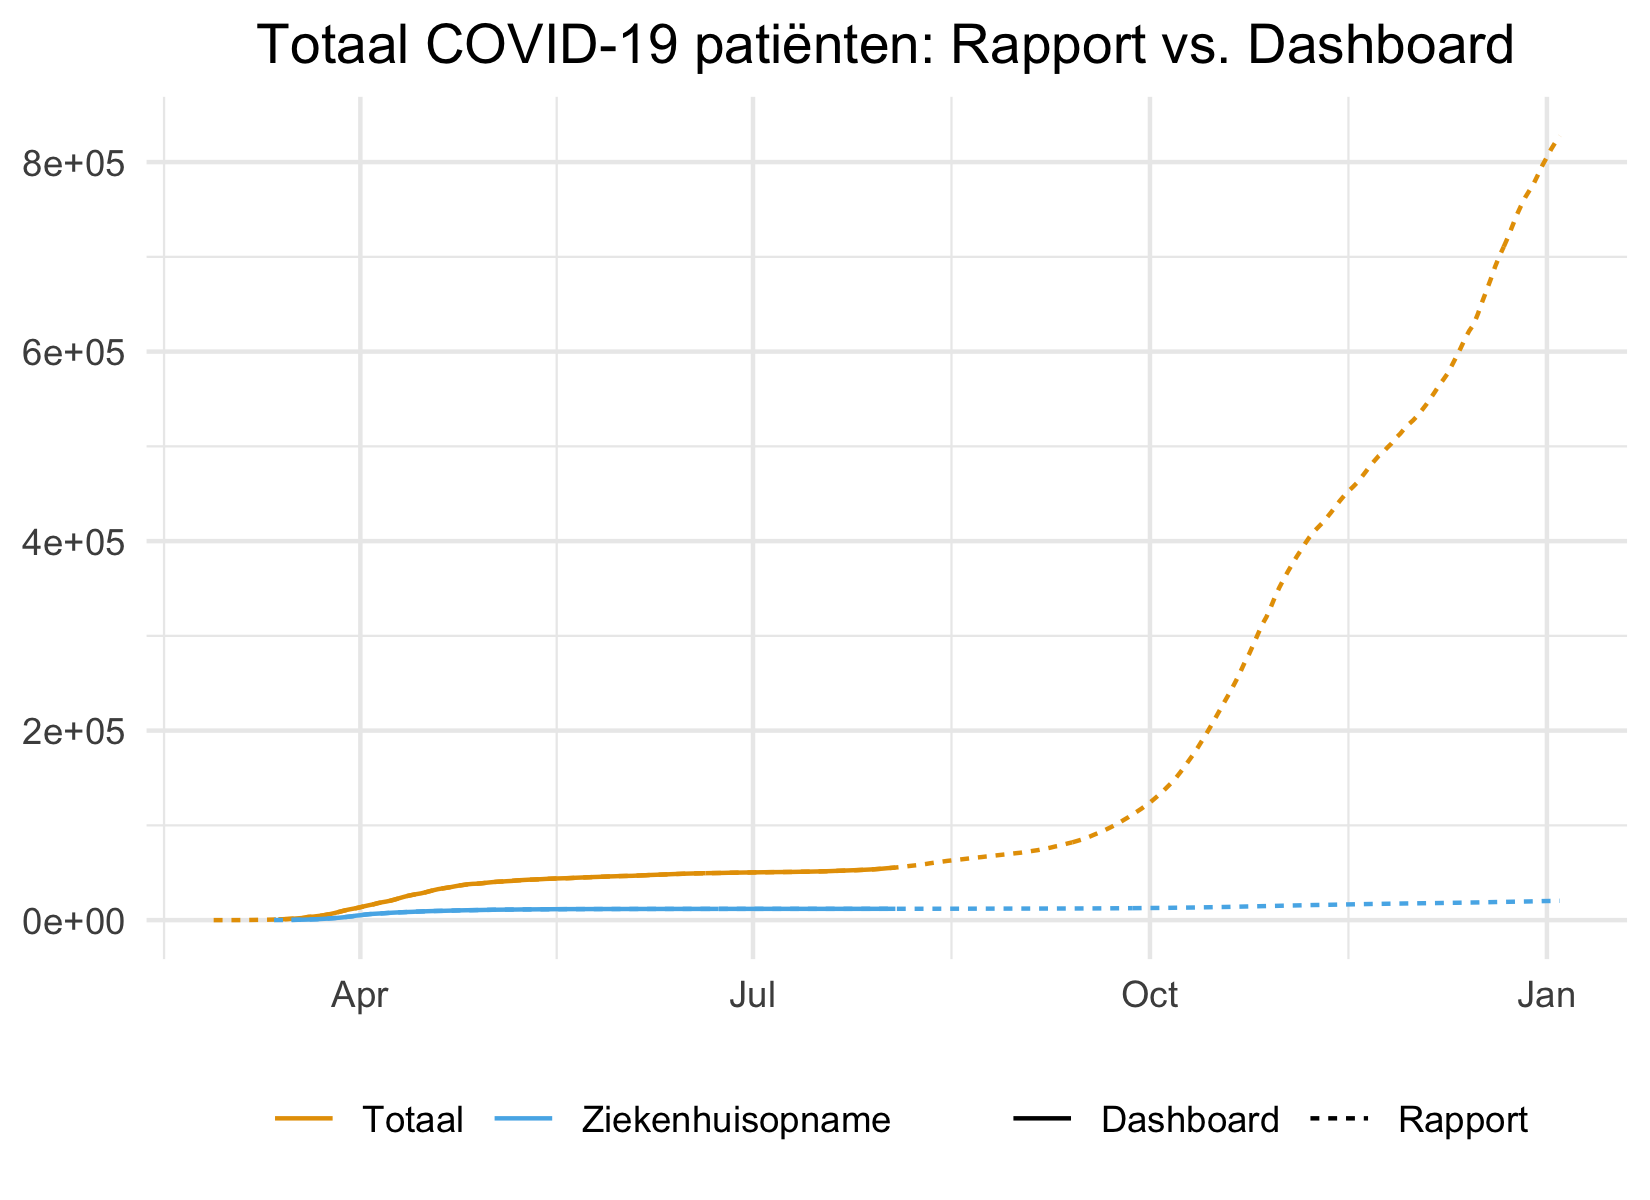 Totaal COVID-19 patiënten: Rapport vs. Dashboard
8e+05
6e+05
4e+05
2e+05
0e+00
Apr Jul Oct Jan
Totaal Ziekenhuisopname Dashboard Rapport